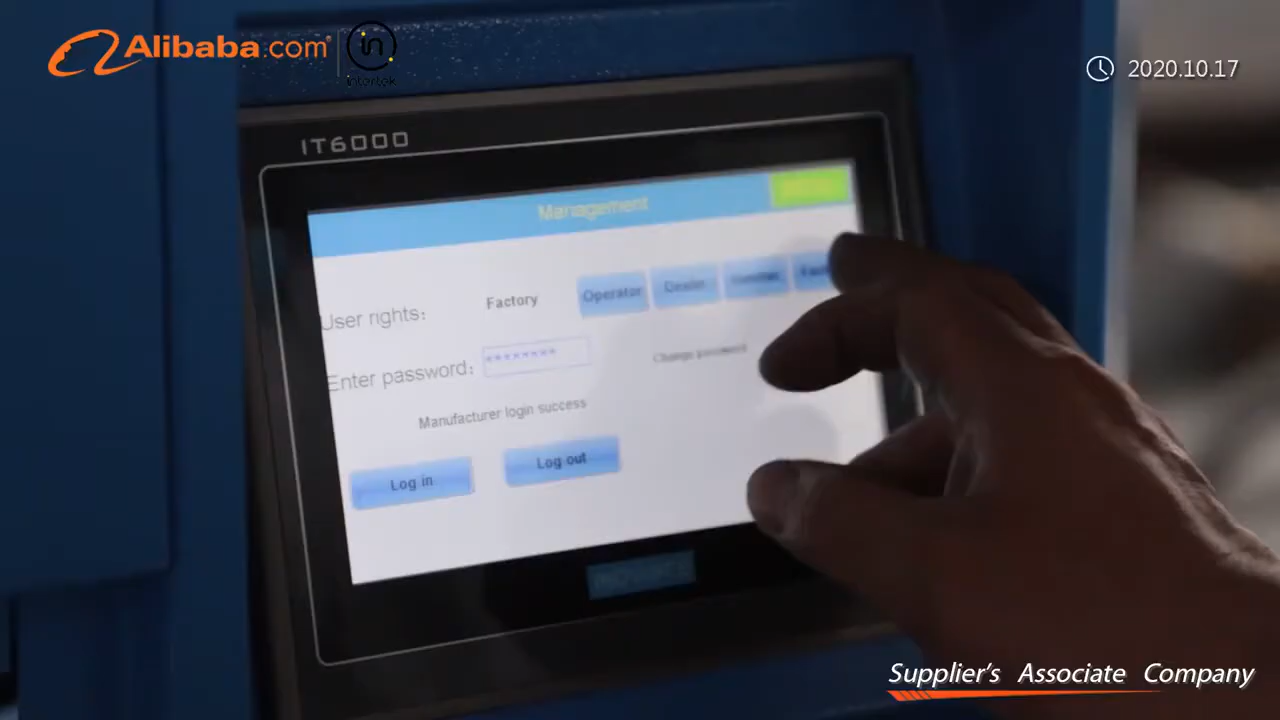 Alibaba.com
intertek
2020.10.17
IT6000
Management
User rights:
Factory
Operator
Enter password:
********
Change password
Manufacturer login success
Log in
Log out
Supplier's Associate Company